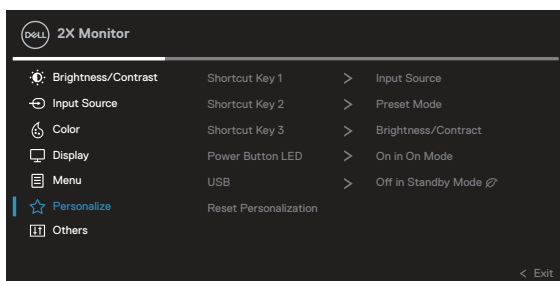 DELL 2X Monitor
Brightness/Contrast Shortcut Key 1 > Input Source
Input Source Shortcut Key 2 > Preset Mode
Color Shortcut Key 3 > Brightness/Contract
Display Power Button LED > On in On Mode
Menu USB > Off in Standby Mode
Personalize Reset Personalization
Others
< Exit